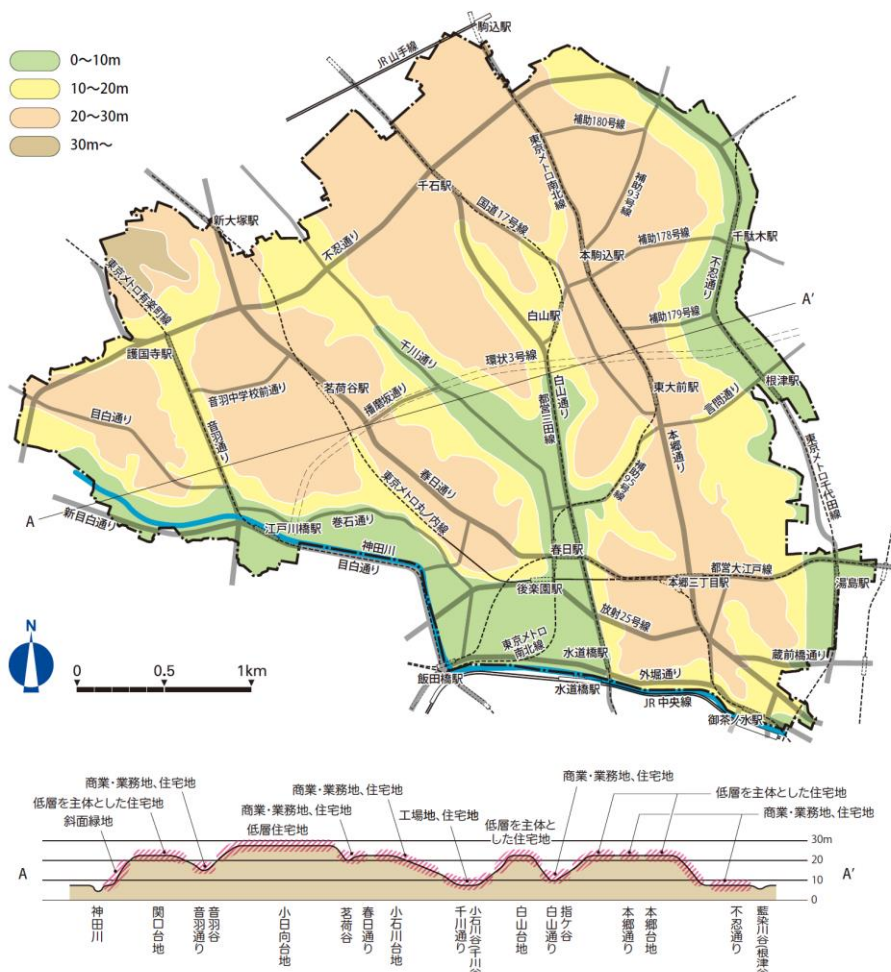 0～10m
10～20m
20～30m
30m～
駒込駅
JR山手線
補助180号線
東京メトロ南北線
補助93号線
千石駅
国道17号線
新大塚駅
不忍通り
補助178号線
千駄木駅
本駒込駅
不忍通り
東京メトロ有楽町線
A'
白山駅
補助179号線
護国寺駅
千川通り
環状3号線
白山通り
都営三田線
東大前駅
言問通り
根津駅
茗荷谷駅
播磨坂通り
音羽中学校前通り
目白通り
音羽通り
本郷通り
補助95号線
東京メトロ千代田線
春日通り
東京メトロ丸ノ内線
A
新目白通り
江戸川橋駅
巻石通り
神田川
目白通り
春日駅
都営大江戸線
本郷三丁目駅
湯島駅
後楽園駅
放射25号線
N
東京メトロ
南北線
水道橋駅
蔵前橋通り
0 0.5 1km
外堀通り
飯田橋駅
水道橋駅
JR中央線
御茶ノ水駅
商業・業務地、住宅地
低層を主体とした住宅地
斜面緑地
商業・業務地、住宅地
商業・業務地、住宅地
低層住宅地
工場地、住宅地
商業・業務地、住宅地
低層を主体と
した住宅地
低層を主体とした住宅地
商業・業務地、住宅地
30m
20
10
0
A
A'
神田川
関口台地
音羽谷
音羽通り
小日向台地
茗荷谷
春日通り
小石川台地
千川通り
小石川谷(千川谷
白山台地
指ケ谷
白山通り
本郷通り
本郷台地
不忍通り
藍染川谷(根津谷